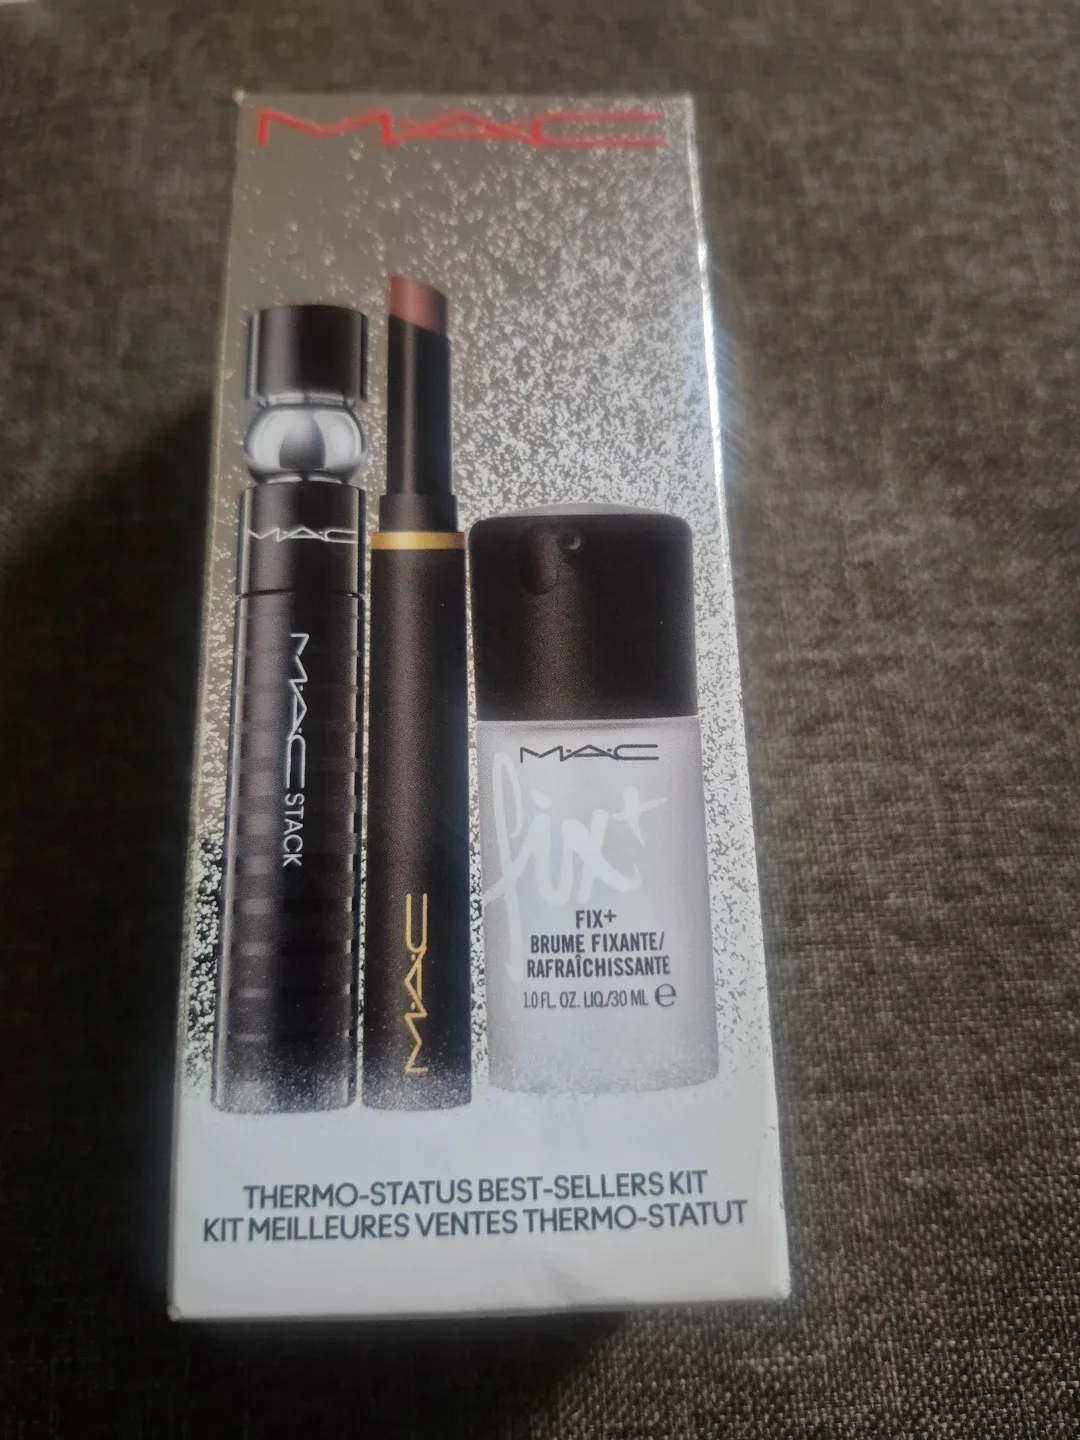 MAC
MAC
MAC STACK
MAC
MAC
fix+
FIX+
BRUME FIXANTE/
RAFRAÎCHISSANTE
1.0 FL. OZ. LIQ./30 ML e
THERMO-STATUS BEST-SELLERS KIT
KIT MEILLEURES VENTES THERMO-STATUT